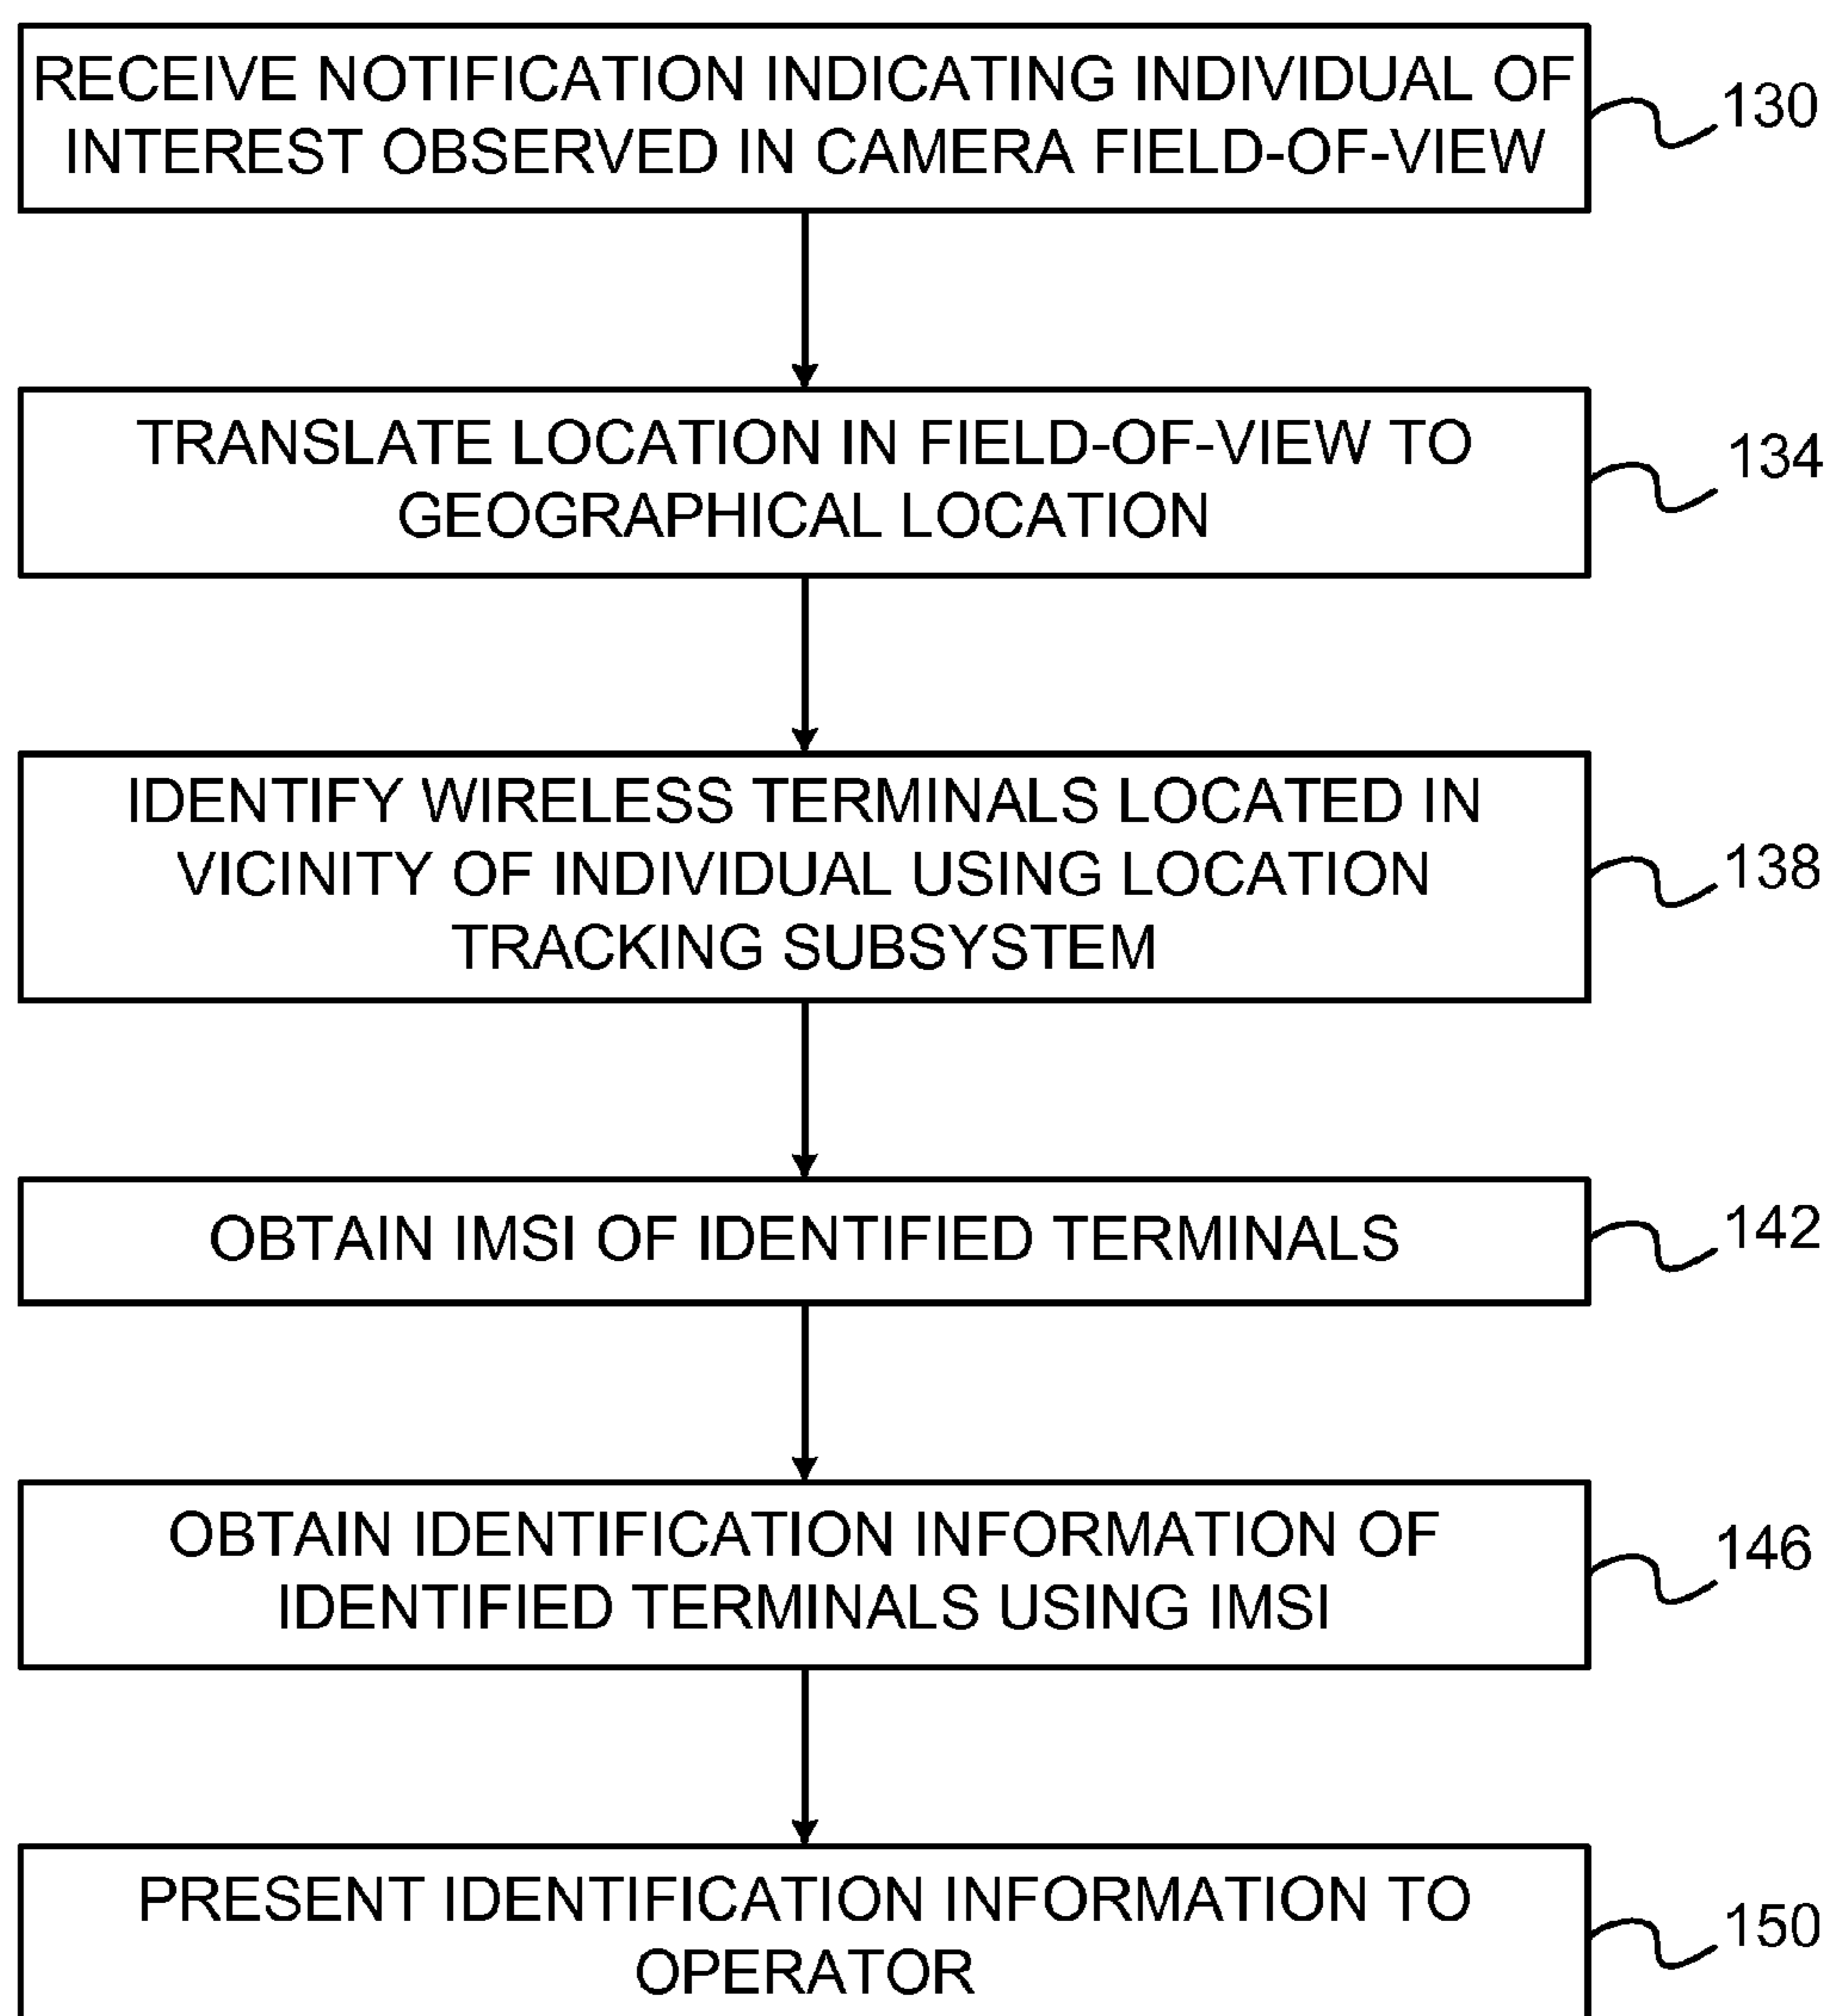 RECEIVE NOTIFICATION INDICATING INDIVIDUAL OF
INTEREST OBSERVED IN CAMERA FIELD-OF-VIEW
130
TRANSLATE LOCATION IN FIELD-OF-VIEW TO
GEOGRAPHICAL LOCATION
134
IDENTIFY WIRELESS TERMINALS LOCATED IN
VICINITY OF INDIVIDUAL USING LOCATION
TRACKING SUBSYSTEM
138
OBTAIN IMSI OF IDENTIFIED TERMINALS
142
OBTAIN IDENTIFICATION INFORMATION OF
IDENTIFIED TERMINALS USING IMSI
146
PRESENT IDENTIFICATION INFORMATION TO
OPERATOR
150